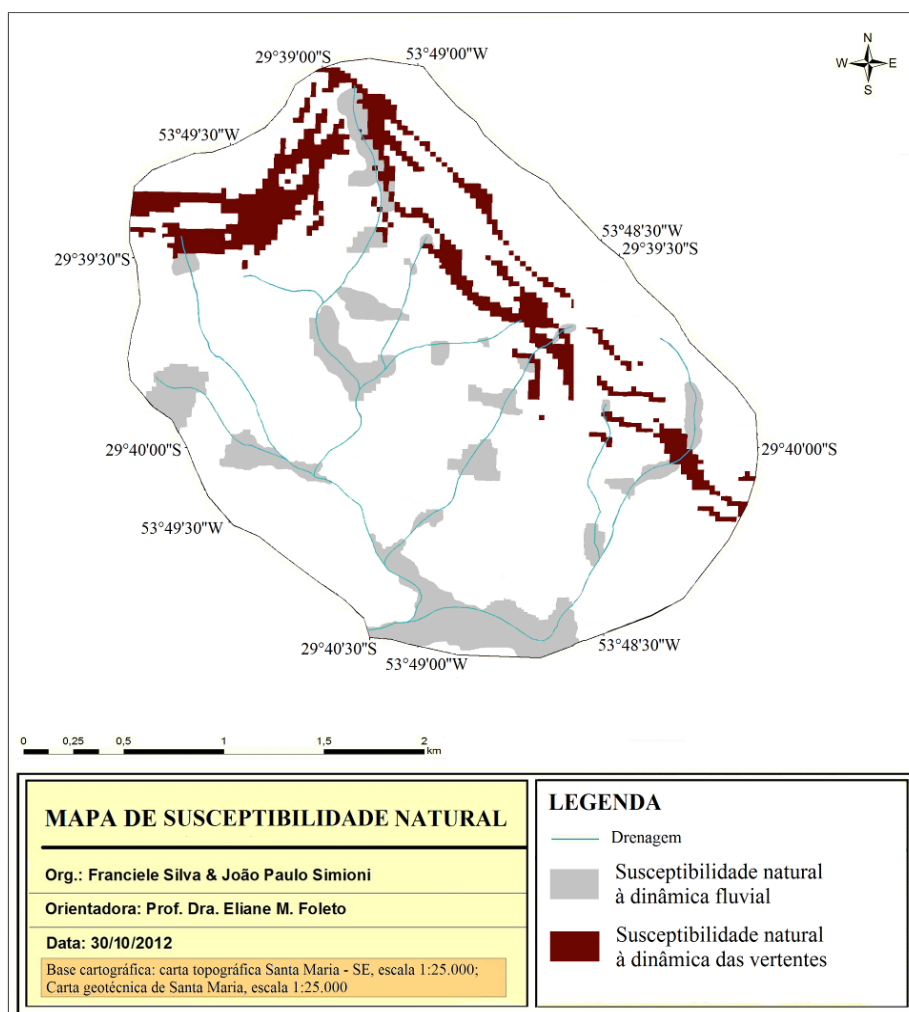 29°39'00"S
53°49'00"W
N
W
E
S
53°49'30"W
53°48'30"W
29°39'30"S
29°39'30"S
29°40'00"S
29°40'00"S
53°49'30"W
29°40'30"S
53°48'30"W
53°49'00"W
0 0,25 0,5 1 1,5 2
km
MAPA DE SUSCEPTIBILIDADE NATURAL
Org.: Franciele Silva & João Paulo Simioni
Orientadora: Prof. Dra. Eliane M. Foleto
Data: 30/10/2012
Base cartográfica: carta topográfica Santa Maria - SE, escala 1:25.000;
Carta geotécnica de Santa Maria, escala 1:25.000
LEGENDA
Drenagem
Susceptibilidade natural
à dinâmica fluvial
Susceptibilidade natural
à dinâmica das vertentes